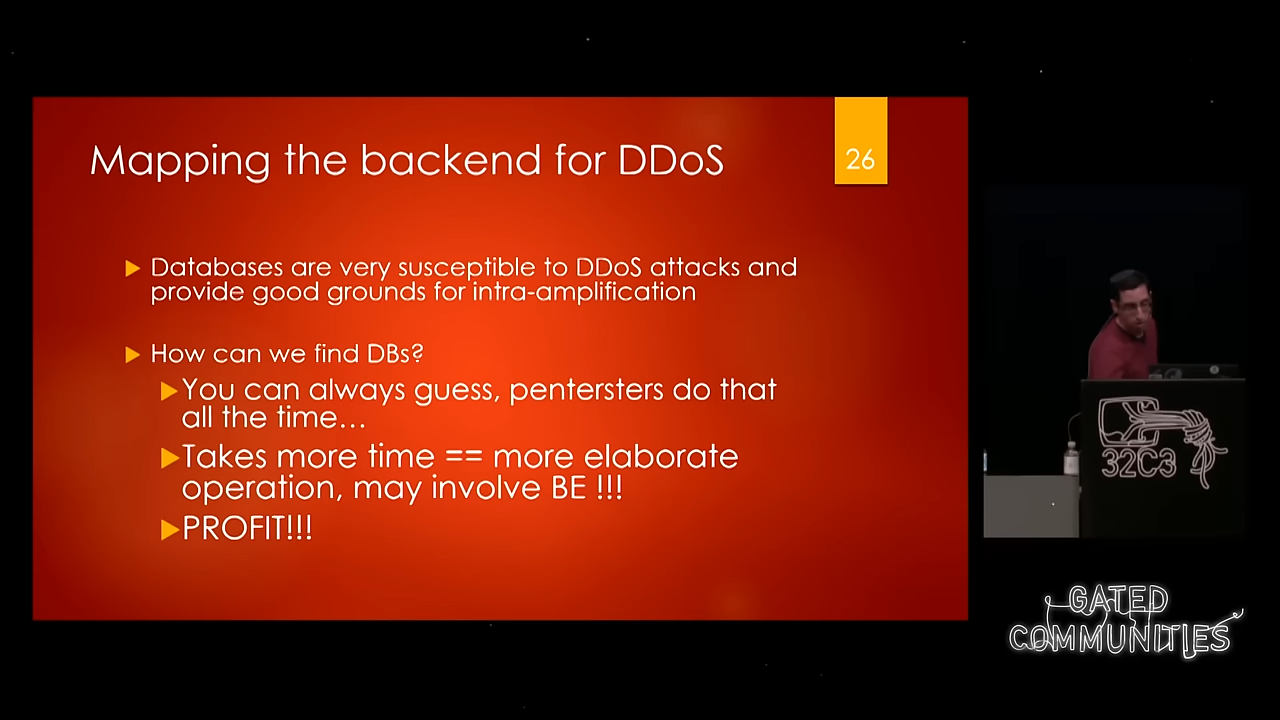 Mapping the backend for DDoS
26
Databases are very susceptible to DDoS attacks and
provide good grounds for intra-amplification
How can we find DBs?
You can always guess, pentersters do that
all the time…
Takes more time == more elaborate
operation, may involve BE !!!
PROFIT!!!
32C3
GATED
COMMUNITIES